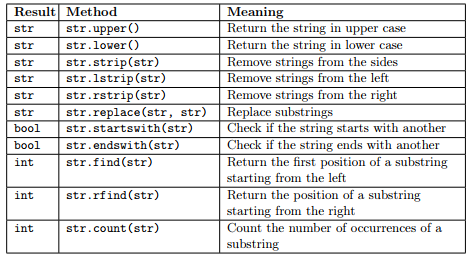 Result Method Meaning
str str.upper() Return the string in upper case
str str.lower() Return the string in lower case
str str.strip(str) Remove strings from the sides
str str.lstrip(str) Remove strings from the left
str str.rstrip(str) Remove strings from the right
str str.replace(str, str) Replace substrings
bool str.startswith(str) Check if the string starts with another
bool str.endswith(str) Check if the string ends with another
int str.find(str) Return the first position of a substring
starting from the left
int str.rfind(str) Return the position of a substring
starting from the right
int str.count(str) Count the number of occurrences of a
substring